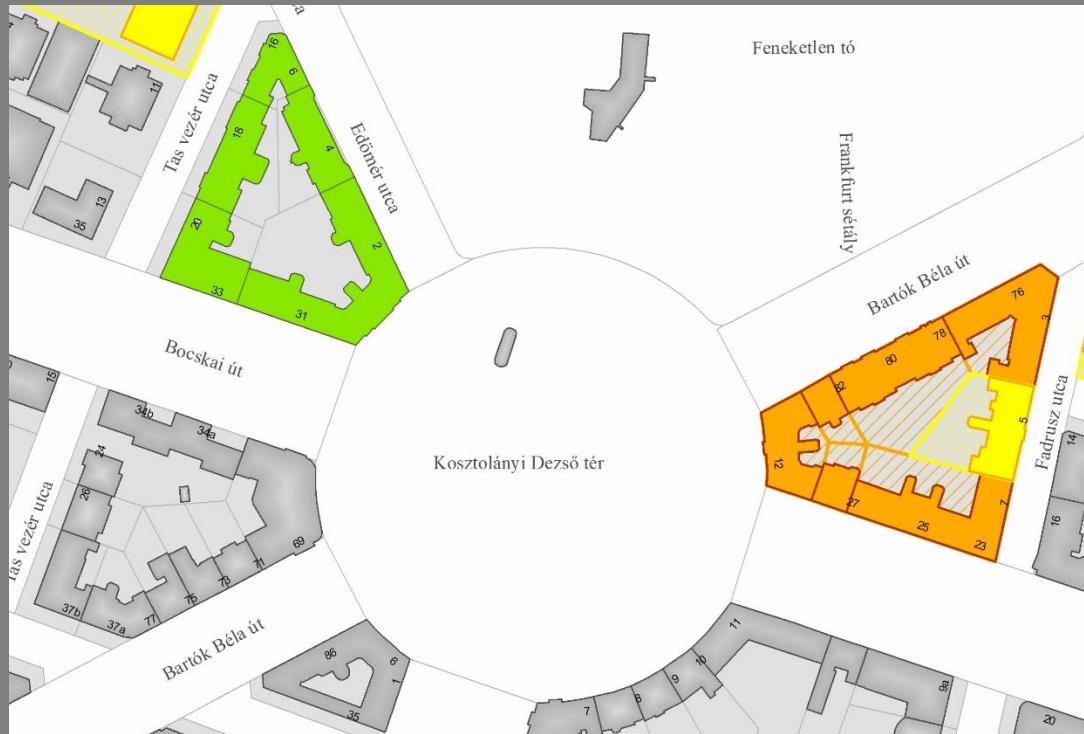 Feneketlen tó
Frankfurt sétály
Tas vezér utca
Edömér utca
Bartók Béla út
Fadrusz utca
Bocskai út
Kosztolányi Dezső tér
Tas vezér utca
Bartók Béla út
11
13
35
16
6
18
4
20
2
33
31
15
34b
34a
24
26
69
71
73
75
77
37a
37b
86
6
1
35
76
3
78
80
82
5
12
27
25
7
23
14
16
11
10
9
8
7
9a
20